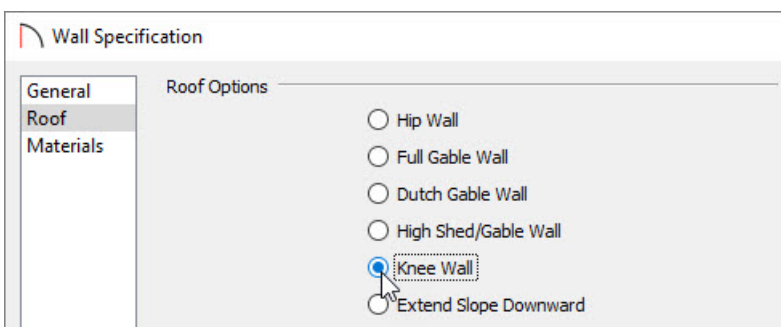 Wall Specification
General
Roof
Materials
Roof Options
Hip Wall
Full Gable Wall
Dutch Gable Wall
High Shed/Gable Wall
Knee Wall
Extend Slope Downward